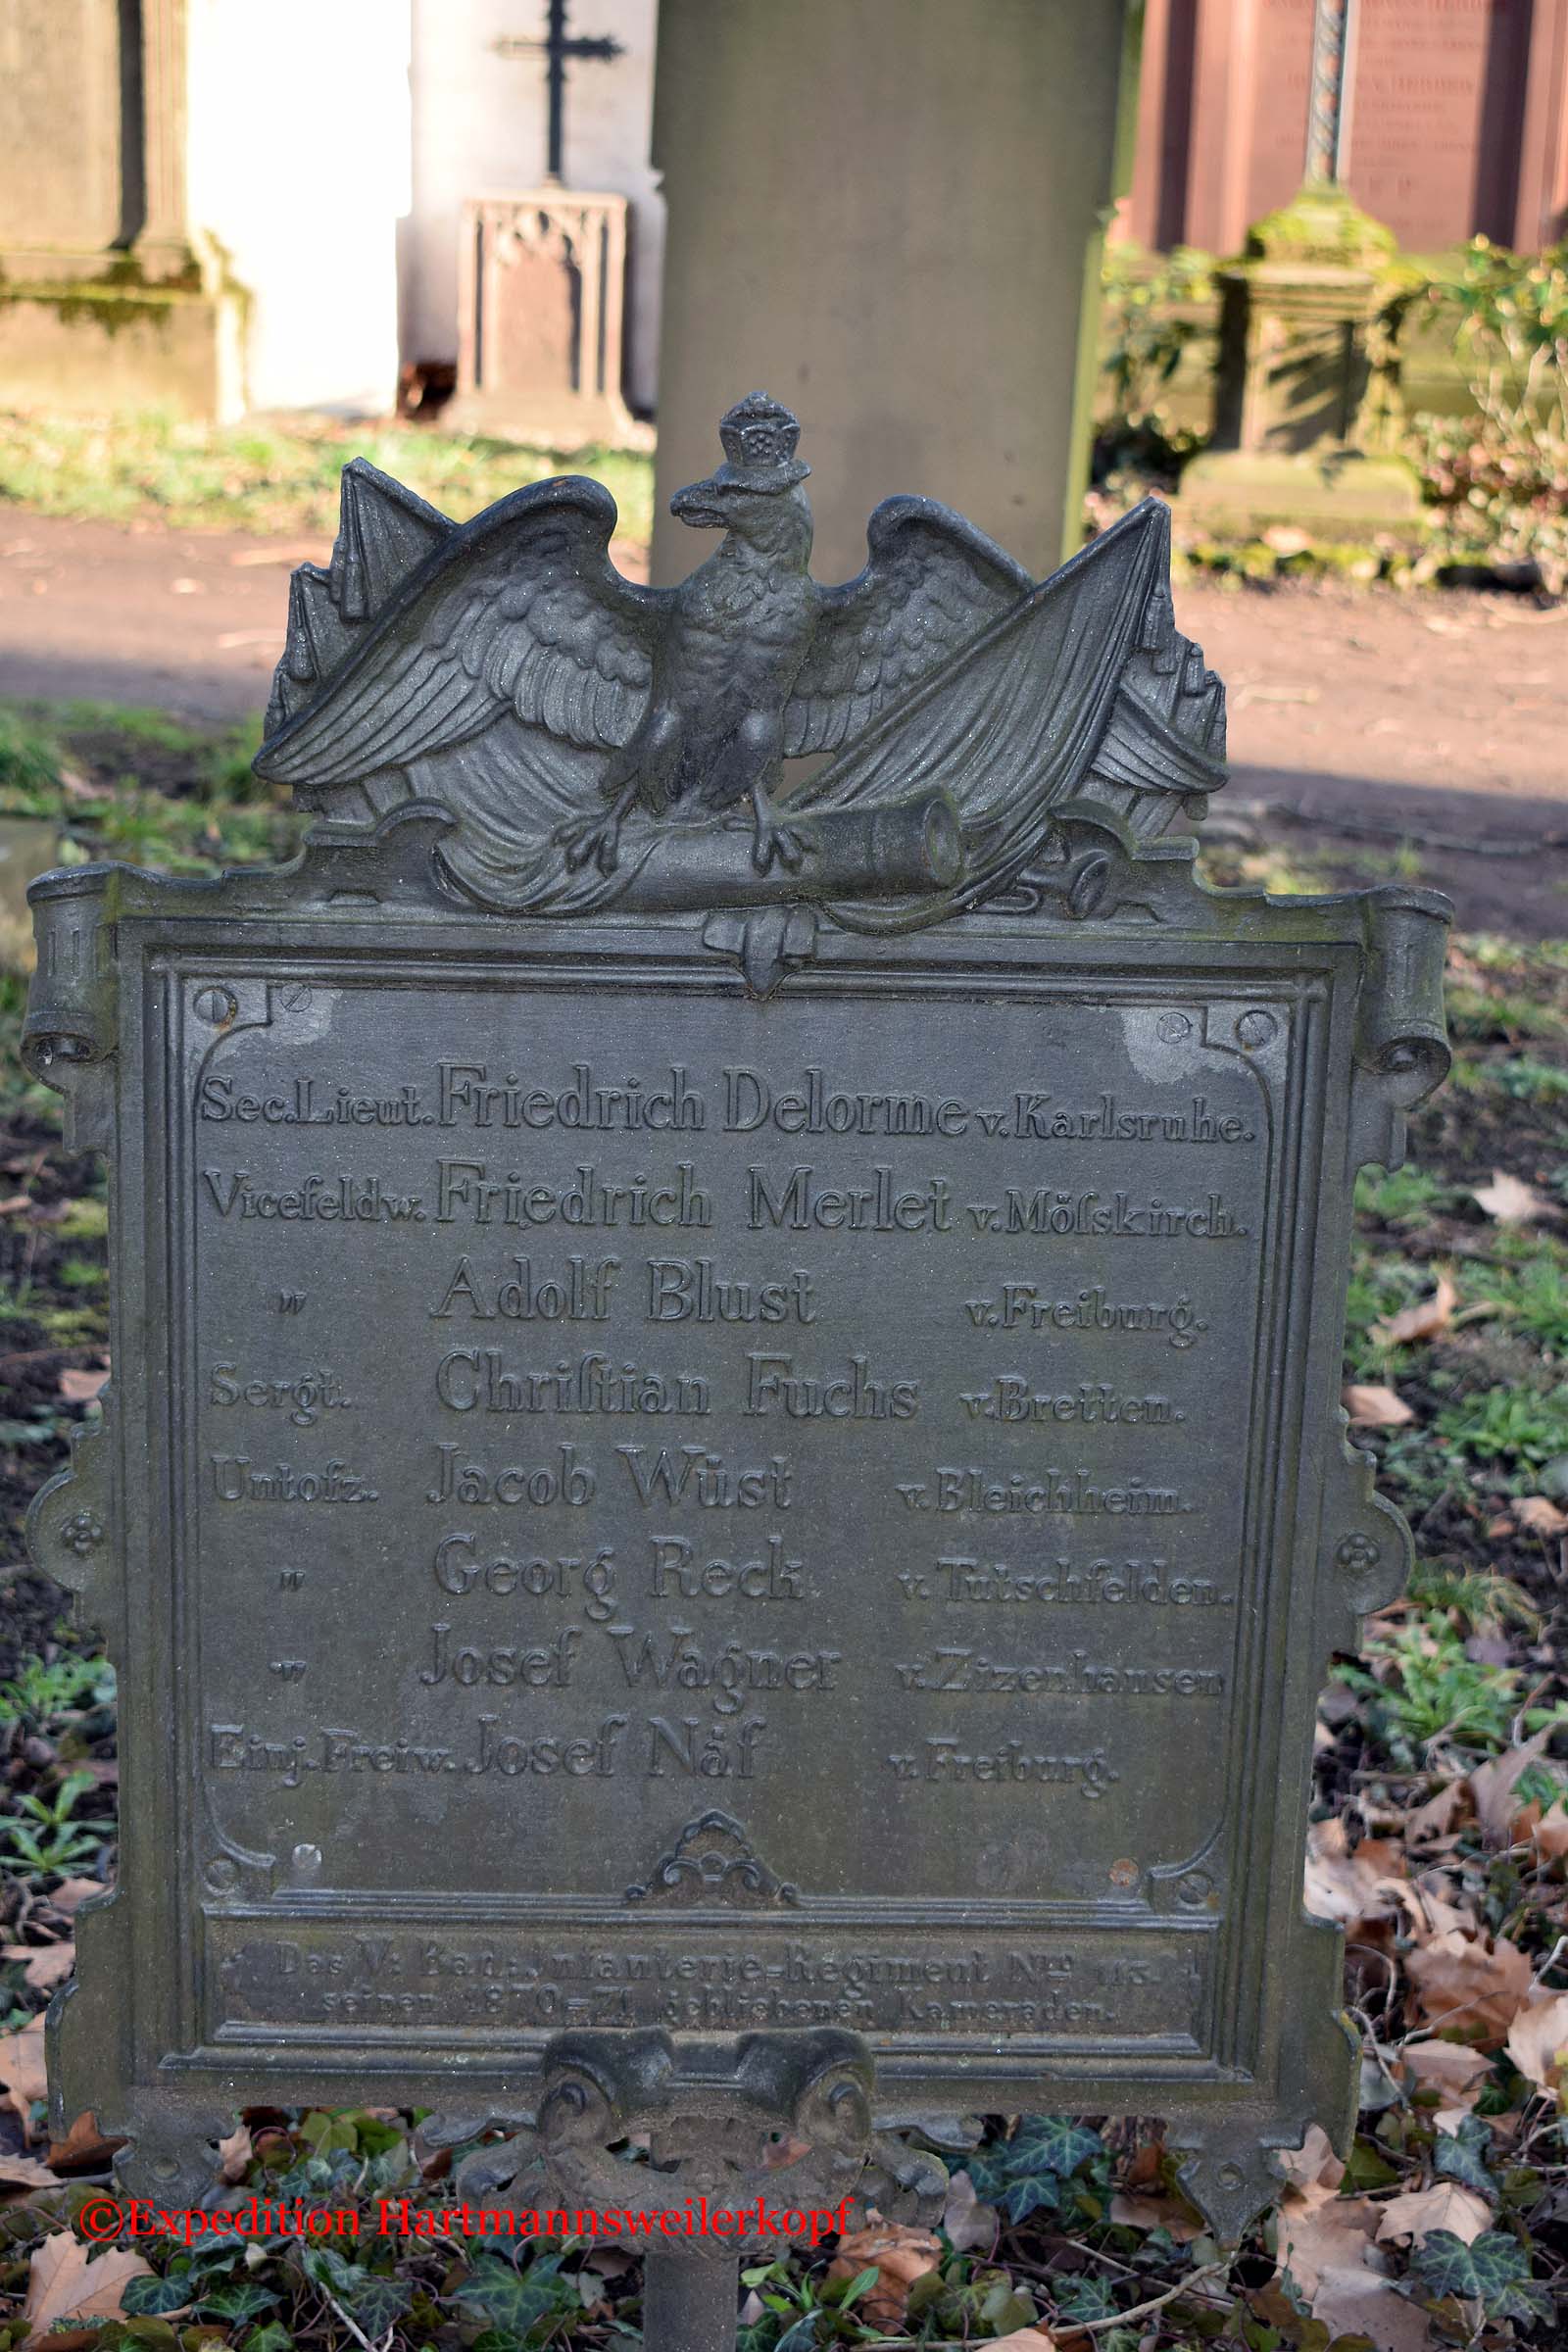 Sec.Lieut. Friedrich Delorme v. Karlsruhe.
Vicefeldw. Friedrich Merlet v. Möſskirch.
" Adolf Blust v. Freiburg.
Sergt. Chriſtian Fuchs v. Bretten.
Untofz. Jacob Wüst v. Bleichheim.
" Georg Reck v. Tutschfelden.
" Josef Wagner v. Zizenhausen
Einj. Freiw. Josef Näf v. Freiburg.
Das V. Bad. Infanterie=Regiment Nro 113.
seinen 1870=71 gebliebenen Kameraden.
©Expedition Hartmannsweilerkopf